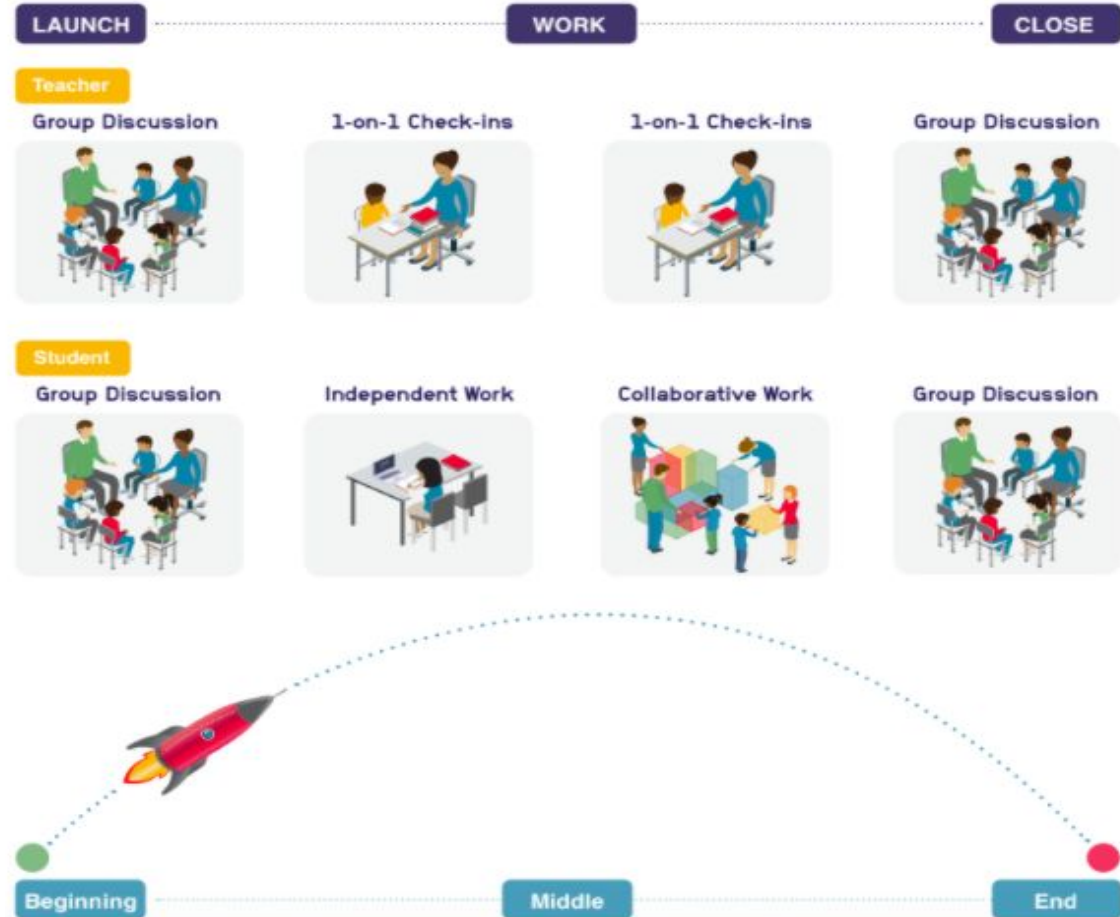 LAUNCH WORK CLOSE
Teacher
Group Discussion 1-on-1 Check-ins 1-on-1 Check-ins Group Discussion
Student
Group Discussion Independent Work Collaborative Work Group Discussion
Beginning Middle End